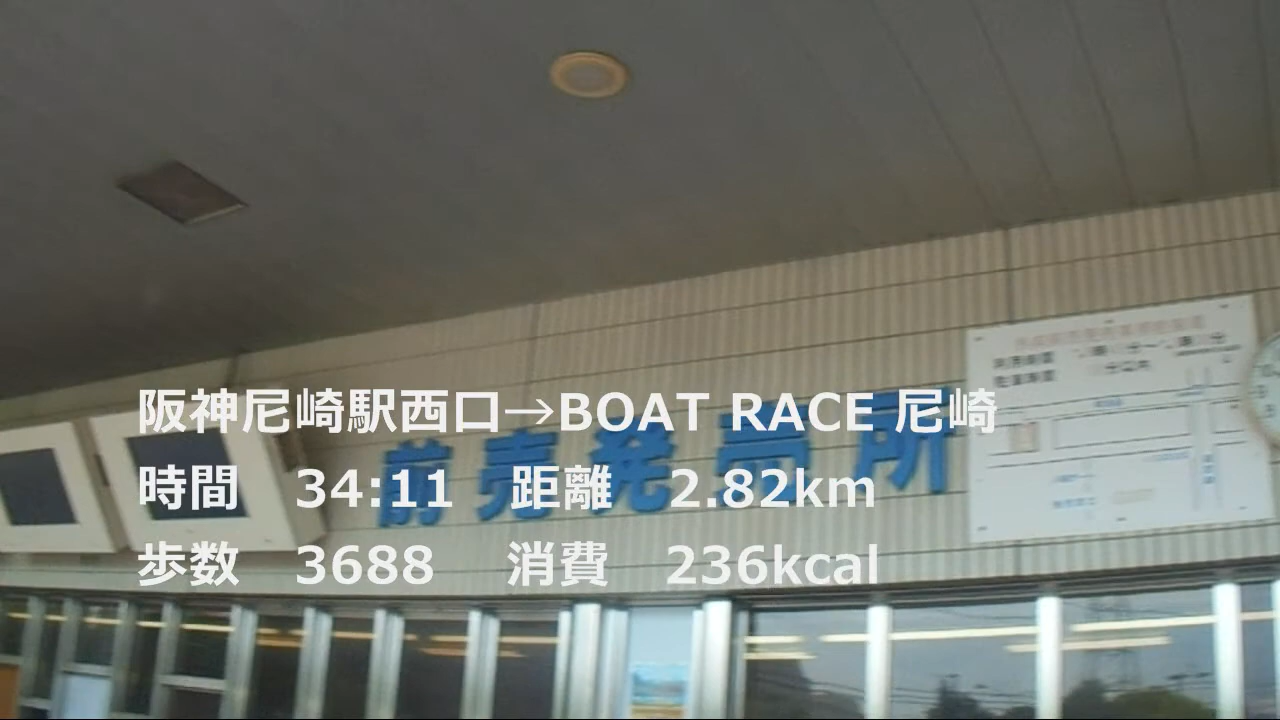 阪神尼崎駅西口→BOAT RACE 尼崎
時間 34:11 距離 2.82km
歩数 3688 消費 236kcal
前売発売所